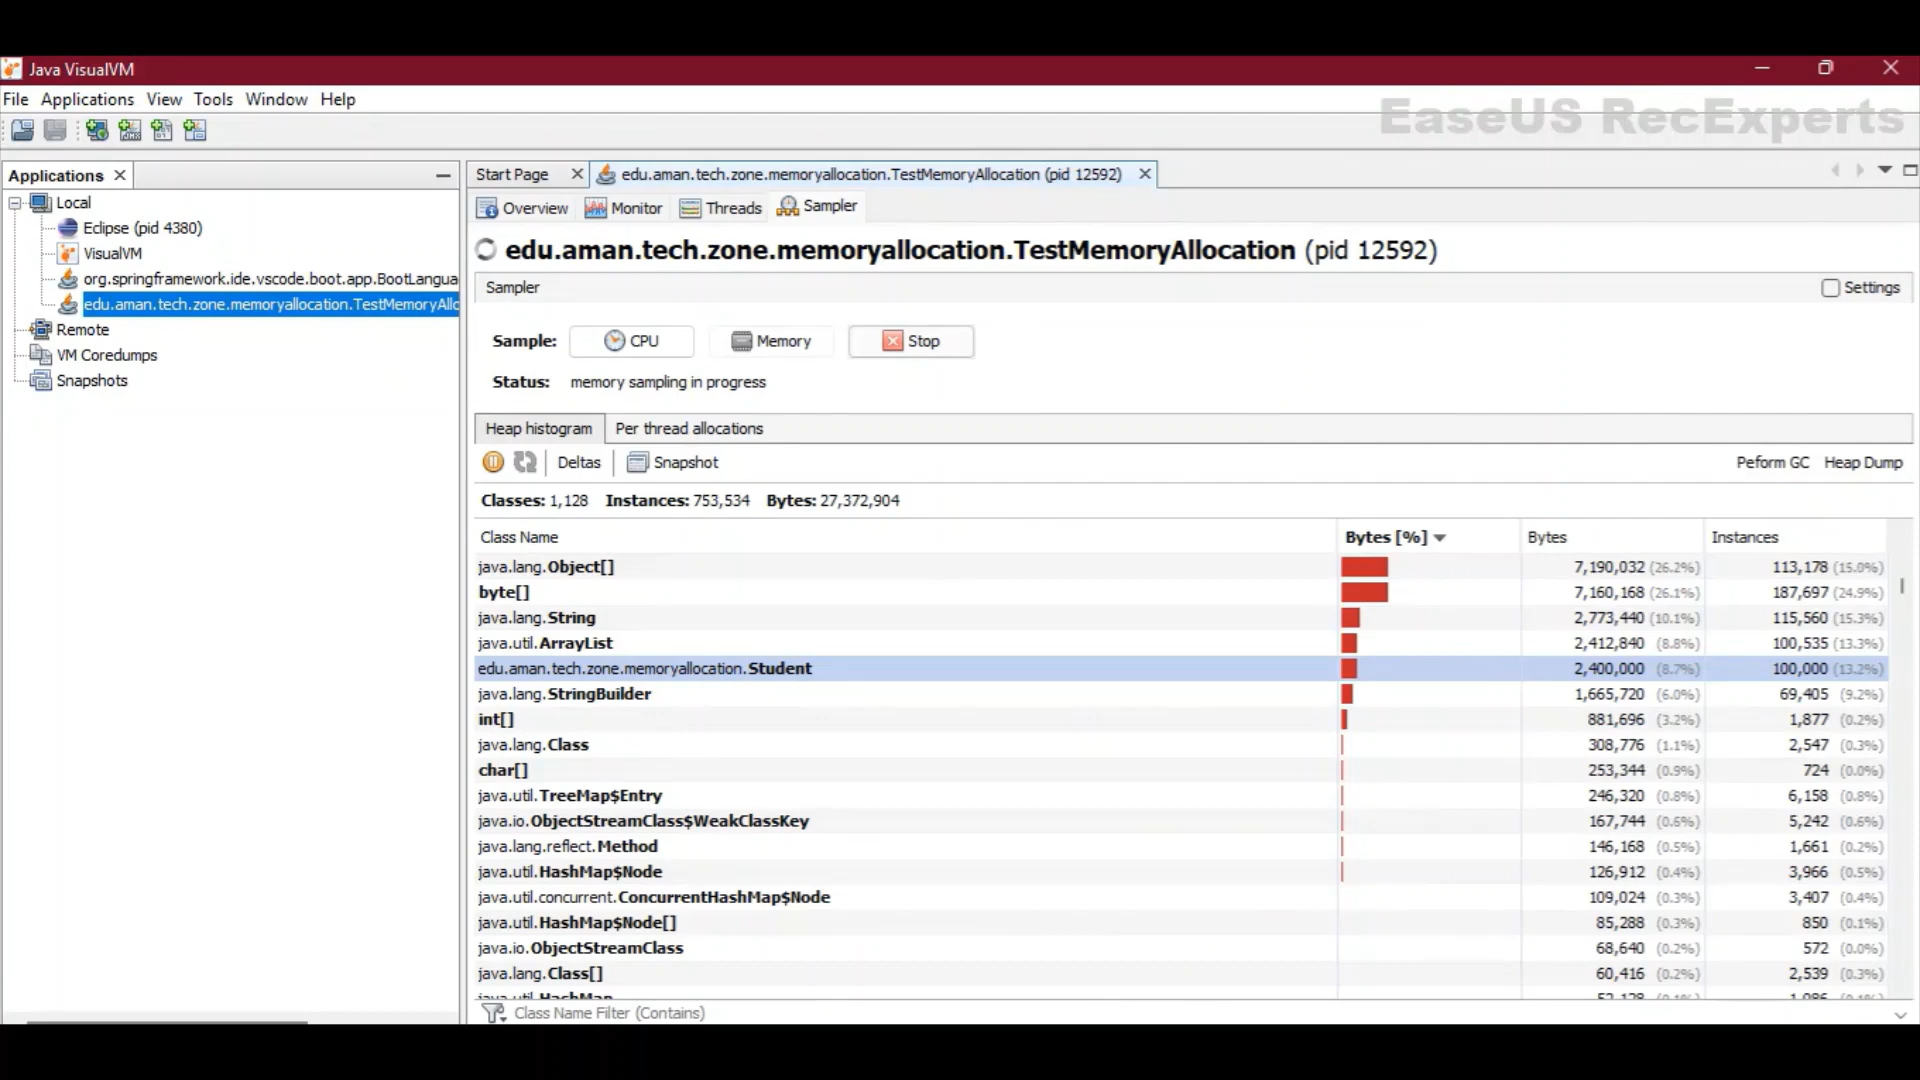 Java VisualVM
File Applications View Tools Window Help
EaseUS RecExperts
Applications
Start Page
edu.aman.tech.zone.memoryallocation.TestMemoryAllocation (pid 12592)
Local
Eclipse (pid 4380)
VisualVM
org.springframework.ide.vscode.boot.app.BootLangua
edu.aman.tech.zone.memoryallocation.TestMemoryAllo
Remote
VM Coredumps
Snapshots
Overview Monitor Threads Sampler
edu.aman.tech.zone.memoryallocation.TestMemoryAllocation (pid 12592)
Sampler Settings
Sample: CPU Memory Stop
Status: memory sampling in progress
Heap histogram Per thread allocations
Deltas Snapshot Peform GC Heap Dump
Classes: 1,128 Instances: 753,534 Bytes: 27,372,904
Class Name Bytes [%] Bytes Instances
java.lang.Object[] 7,190,032 (26.2%) 113,178 (15.0%)
byte[] 7,160,168 (26.1%) 187,697 (24.9%)
java.lang.String 2,773,440 (10.1%) 115,560 (15.3%)
java.util.ArrayList 2,412,840 (8.8%) 100,535 (13.3%)
edu.aman.tech.zone.memoryallocation.Student 2,400,000 (8.7%) 100,000 (13.2%)
java.lang.StringBuilder 1,665,720 (6.0%) 69,405 (9.2%)
int[] 881,696 (3.2%) 1,877 (0.2%)
java.lang.Class 308,776 (1.1%) 2,547 (0.3%)
char[] 253,344 (0.9%) 724 (0.0%)
java.util.TreeMap$Entry 246,320 (0.8%) 6,158 (0.8%)
java.io.ObjectStreamClass$WeakClassKey 167,744 (0.6%) 5,242 (0.6%)
java.lang.reflect.Method 146,168 (0.5%) 1,661 (0.2%)
java.util.HashMap$Node 126,912 (0.4%) 3,966 (0.5%)
java.util.concurrent.ConcurrentHashMap$Node 109,024 (0.3%) 3,407 (0.4%)
java.util.HashMap$Node[] 85,288 (0.3%) 850 (0.1%)
java.io.ObjectStreamClass 68,640 (0.2%) 572 (0.0%)
java.lang.Class[] 60,416 (0.2%) 2,539 (0.3%)
java.util.HashMap
Class Name Filter (Contains)